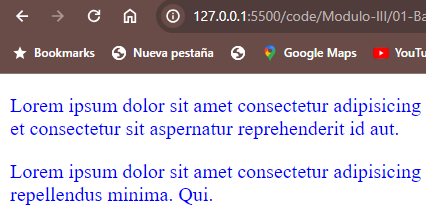 127.0.0.1:5500/code/Modulo-III/01-Ba
Bookmarks Nueva pestaña Google Maps YouTu
Lorem ipsum dolor sit amet consectetur adipisicing
et consectetur sit aspernatur reprehenderit id aut.
Lorem ipsum dolor sit amet consectetur adipisicing
repellendus minima. Qui.